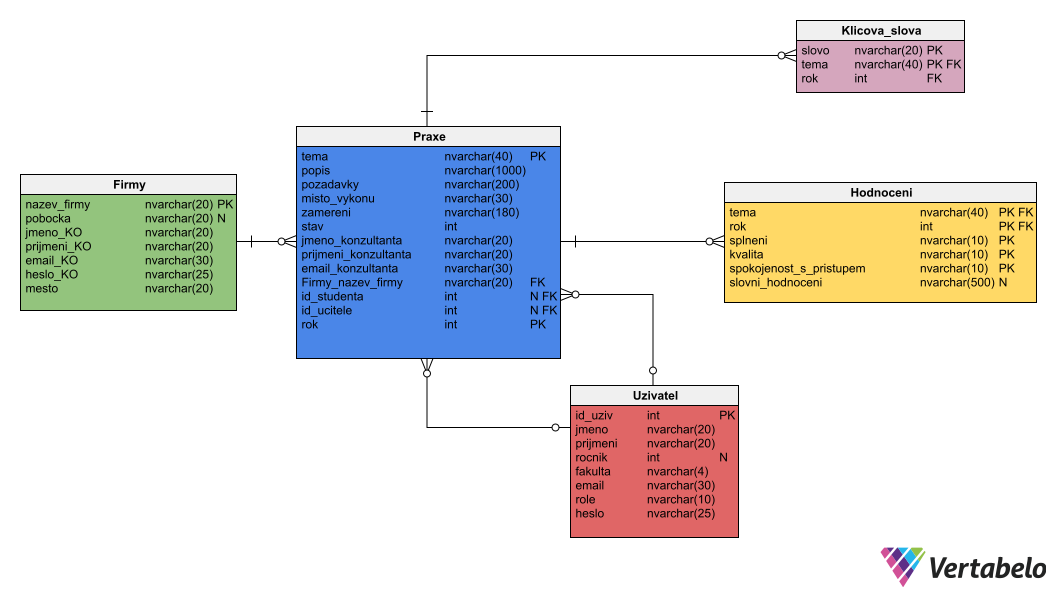 Klicova_slova
slovo nvarchar(20) PK
tema nvarchar(40) PK FK
rok int FK
Praxe
tema nvarchar(40) PK
popis nvarchar(1000)
pozadavky nvarchar(200)
misto_vykonu nvarchar(30)
zamereni nvarchar(180)
stav int
jmeno_konzultanta nvarchar(20)
prijmeni_konzultanta nvarchar(20)
email_konzultanta nvarchar(30)
Firmy_nazev_firmy nvarchar(20) FK
id_studenta int N FK
id_ucitele int N FK
rok int PK
Firmy
nazev_firmy nvarchar(20) PK
pobocka nvarchar(20) N
jmeno_KO nvarchar(20)
prijmeni_KO nvarchar(20)
email_KO nvarchar(30)
heslo_KO nvarchar(25)
mesto nvarchar(20)
Hodnoceni
tema nvarchar(40) PK FK
rok int PK FK
splneni nvarchar(10) PK
kvalita nvarchar(10) PK
spokojenost_s_pristupem nvarchar(10) PK
slovni_hodnoceni nvarchar(500) N
Uzivatel
id_uziv int PK
jmeno nvarchar(20)
prijmeni nvarchar(20)
rocnik int N
fakulta nvarchar(4)
email nvarchar(30)
role nvarchar(10)
heslo nvarchar(25)
Vertabelo